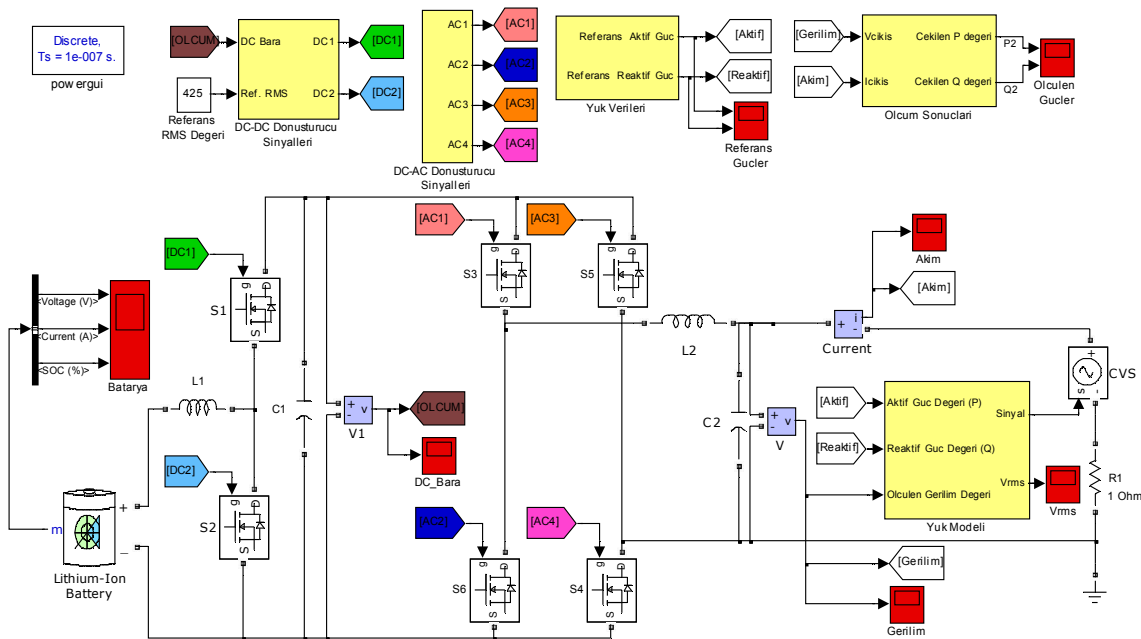 Discrete,
Ts = 1e-007 s.
powergui
[OLCUM]
DC Bara
DC1
[DC1]
425
Ref. RMS
DC2
[DC2]
Referans
RMS Degeri
DC-DC Donusturucu
Sinyalleri
AC1
[AC1]
AC2
[AC2]
AC3
[AC3]
AC4
[AC4]
DC-AC Donusturucu
Sinyalleri
Referans Aktif Guc
[Aktif]
Referans Reaktif Guc
[Reaktif]
Yuk Verileri
Referans
Gucler
[Gerilim]
Vcikis
Cekilen P degeri
P2
[Akim]
Icikis
Cekilen Q degeri
Q2
Olcum Sonuclari
Olculen
Gucler
[DC1]
g
D
S
S1
<Voltage (V)>
<Current (A)>
<SOC (%)>
Batarya
L1
[DC2]
g
D
S
S2
m
+
−
Lithium-Ion
Battery
C1
+
-
v
V1
[OLCUM]
DC_Bara
[AC1]
g
D
S
S3
[AC3]
g
D
S
S5
[AC2]
g
D
S
S6
[AC4]
g
D
S
S4
L2
C2
+
-
v
V
+
i
-
Current
Akim
[Akim]
[Aktif]
Aktif Guc Degeri (P)
Sinyal
[Reaktif]
Reaktif Guc Degeri (Q)
Olculen Gerilim Degeri
Vrms
Yuk Modeli
Vrms
+
s
-
CVS
R1
1 Ohm
[Gerilim]
Gerilim